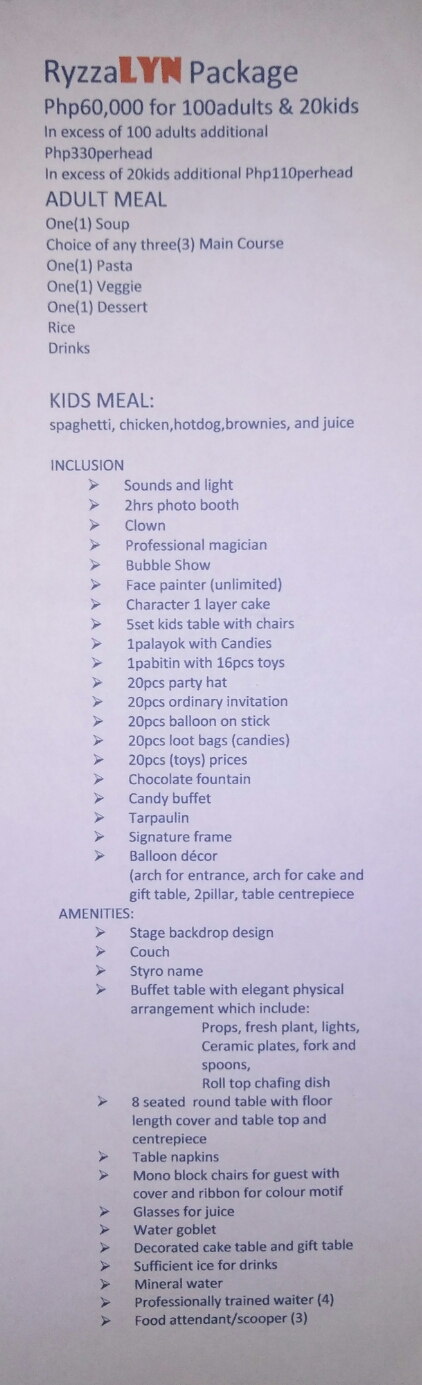 RyzzaLYN Package
Php60,000 for 100adults & 20kids
In excess of 100 adults additional
Php330perhead
In excess of 20kids additional Php110perhead
ADULT MEAL
One(1) Soup
Choice of any three(3) Main Course
One(1) Pasta
One(1) Veggie
One(1) Dessert
Rice
Drinks
KIDS MEAL:
spaghetti, chicken,hotdog,brownies, and juice
INCLUSION
➢ Sounds and light
➢ 2hrs photo booth
➢ Clown
➢ Professional magician
➢ Bubble Show
➢ Face painter (unlimited)
➢ Character 1 layer cake
➢ 5set kids table with chairs
➢ 1palayok with Candies
➢ 1pabitin with 16pcs toys
➢ 20pcs party hat
➢ 20pcs ordinary invitation
➢ 20pcs balloon on stick
➢ 20pcs loot bags (candies)
➢ 20pcs (toys) prices
➢ Chocolate fountain
➢ Candy buffet
➢ Tarpaulin
➢ Signature frame
➢ Balloon décor
(arch for entrance, arch for cake and
gift table, 2pillar, table centrepiece
AMENITIES:
➢ Stage backdrop design
➢ Couch
➢ Styro name
➢ Buffet table with elegant physical
arrangement which include:
Props, fresh plant, lights,
Ceramic plates, fork and
spoons,
Roll top chafing dish
➢ 8 seated round table with floor
length cover and table top and
centrepiece
➢ Table napkins
➢ Mono block chairs for guest with
cover and ribbon for colour motif
➢ Glasses for juice
➢ Water goblet
➢ Decorated cake table and gift table
➢ Sufficient ice for drinks
➢ Mineral water
➢ Professionally trained waiter (4)
➢ Food attendant/scooper (3)